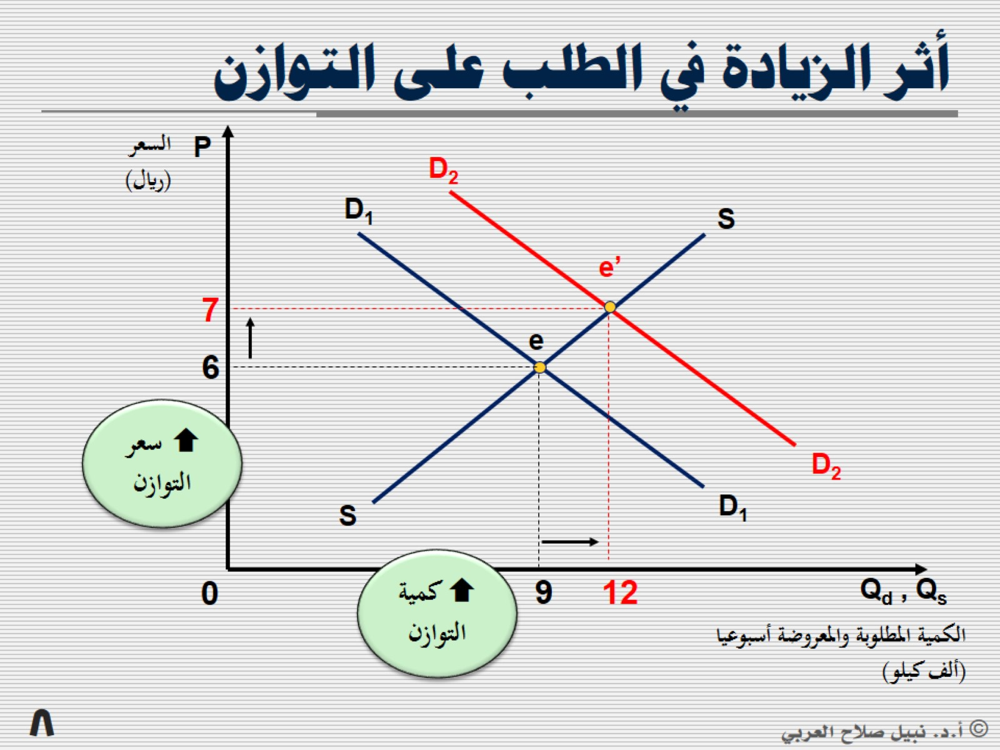 أثر الزيادة في الطلب على التوازن
السعر P
(ريال)
D2
D1
S
e’
7
e
6
سعر
التوازن
D2
D1
S
0
كمية
التوازن
9
12
Qd , Qs
الكمية المطلوبة والمعروضة أسبوعيا
(ألف كيلو)
٨
© أ.د. نبيل صلاح العربي